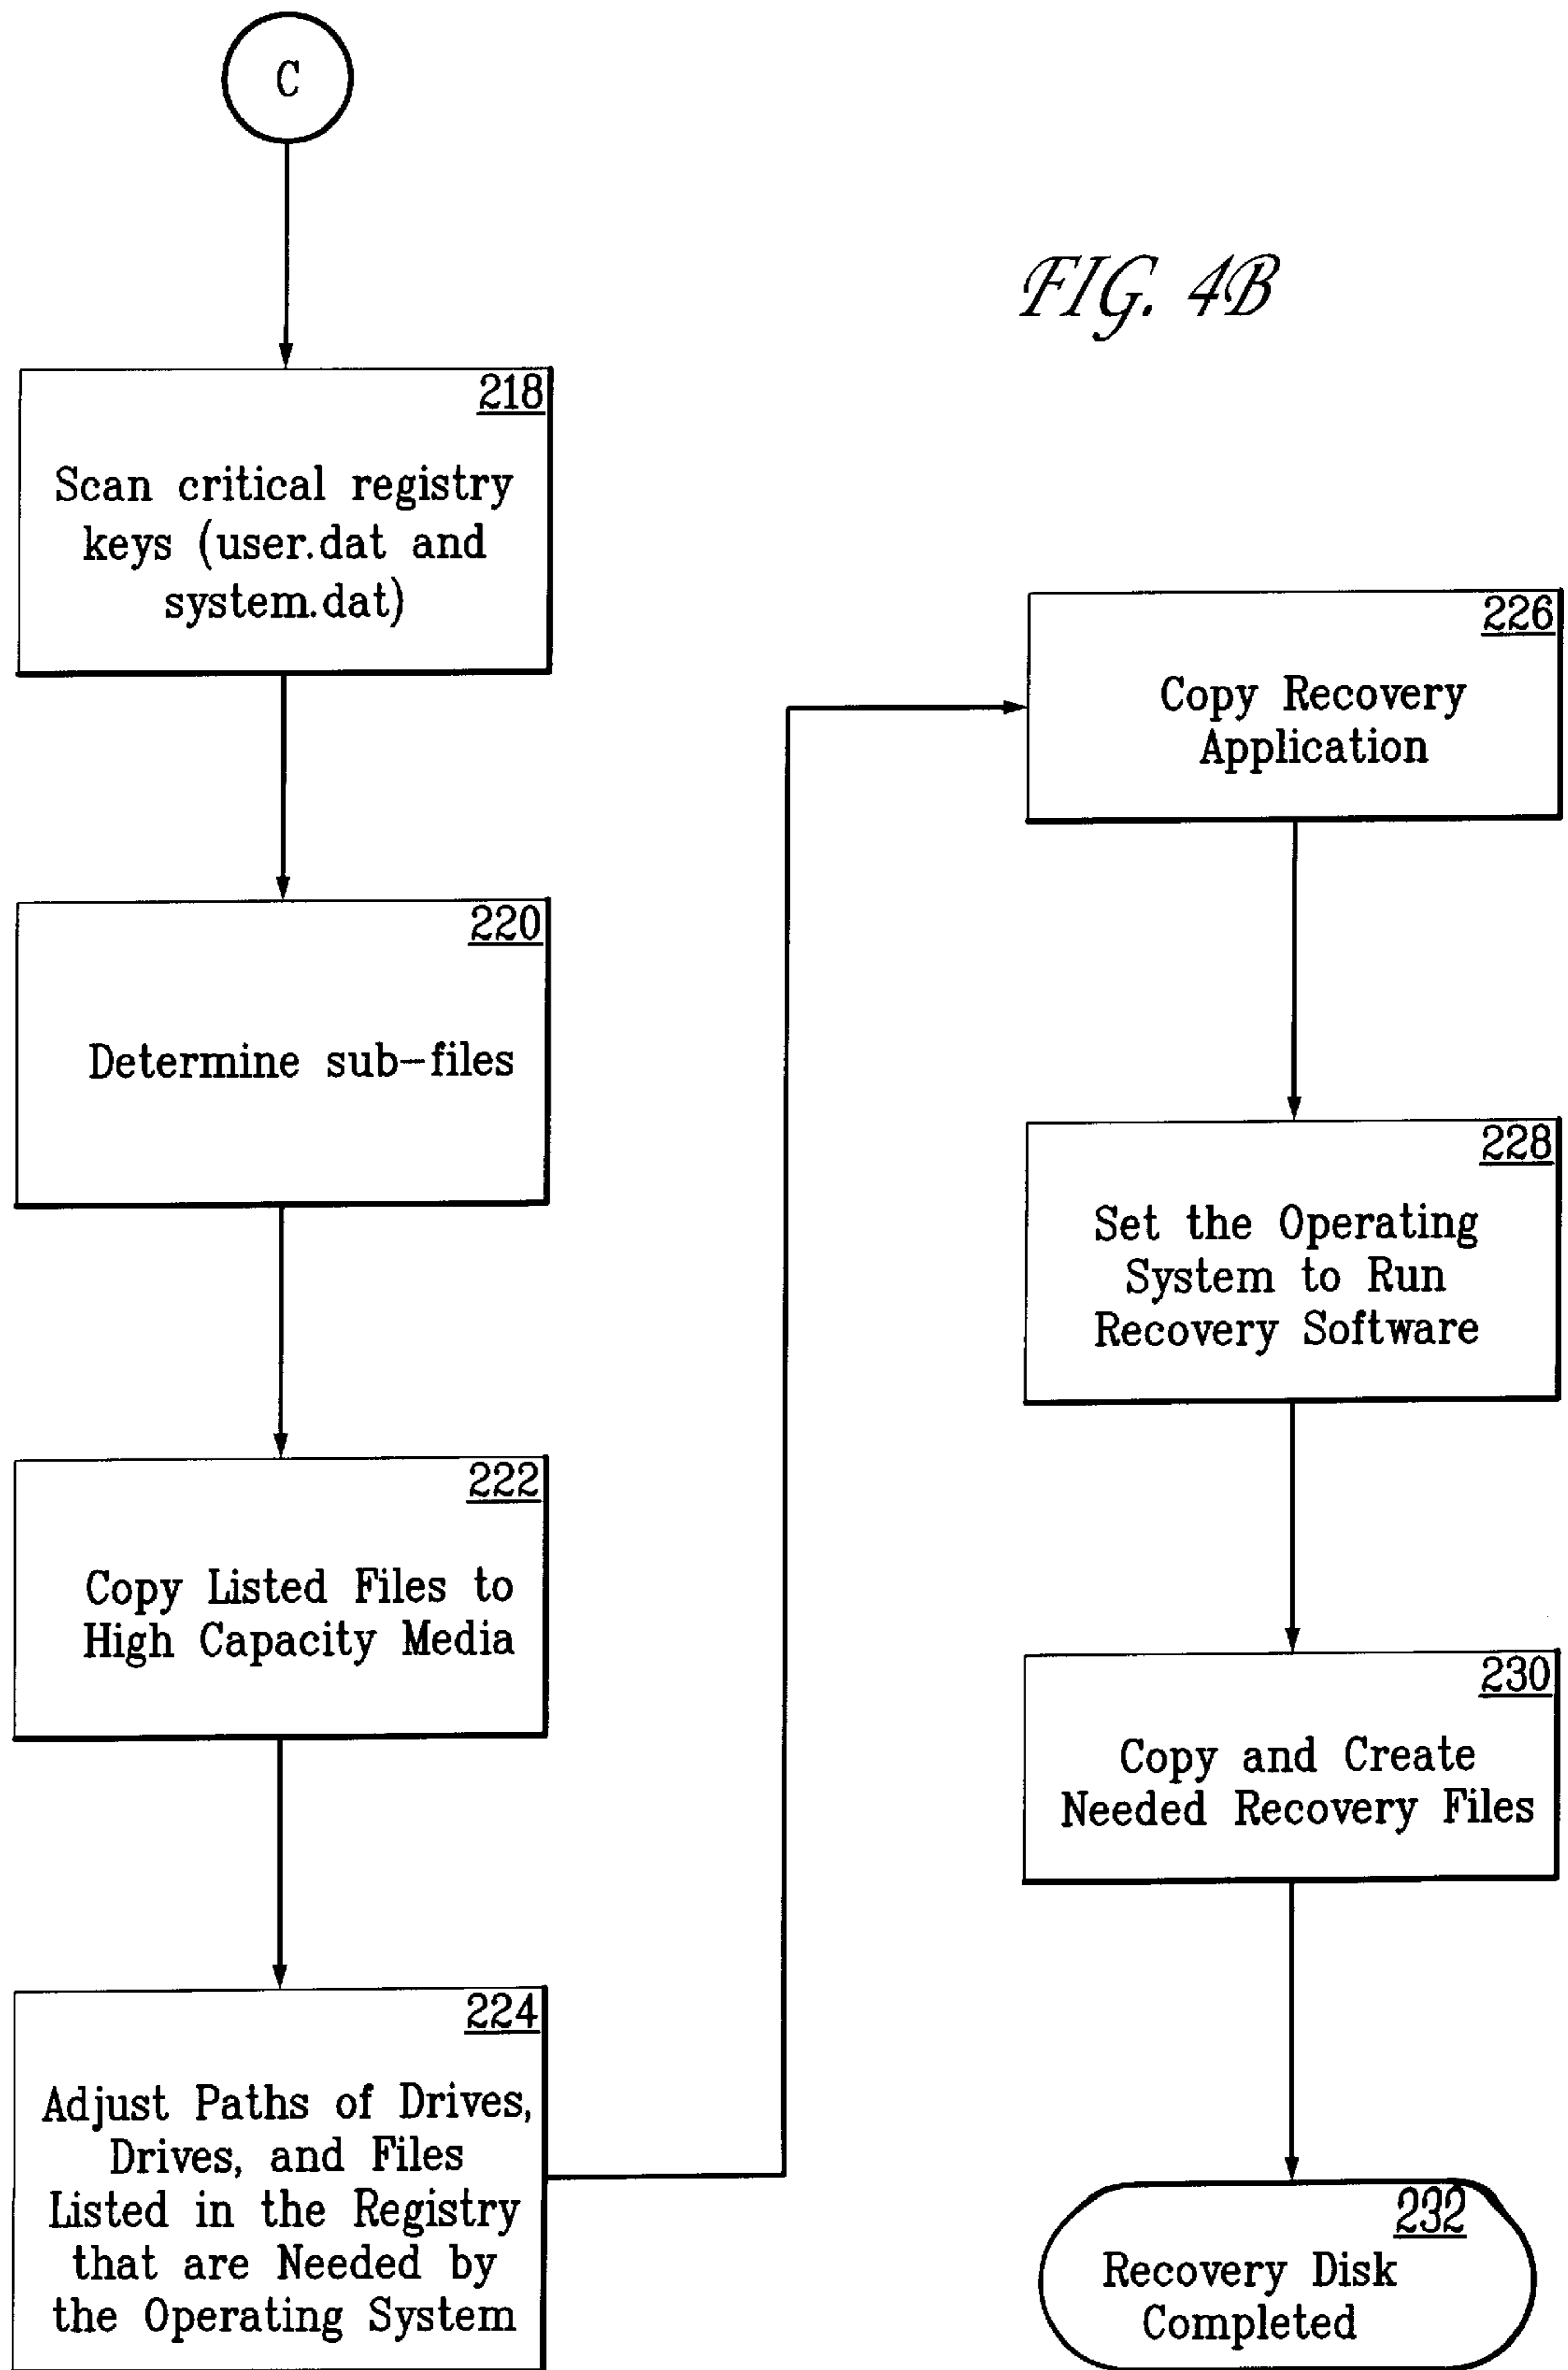 C
FIG. 4B
218
Scan critical registry
keys (user.dat and
system.dat)
220
Determine sub-files
222
Copy Listed Files to
High Capacity Media
224
Adjust Paths of Drives,
Drives, and Files
Listed in the Registry
that are Needed by
the Operating System
226
Copy Recovery
Application
228
Set the Operating
System to Run
Recovery Software
230
Copy and Create
Needed Recovery Files
232
Recovery Disk
Completed